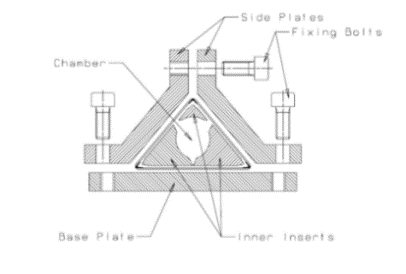 Side Plates
Fixing Bolts
Chamber
Base Plate
Inner Inserts